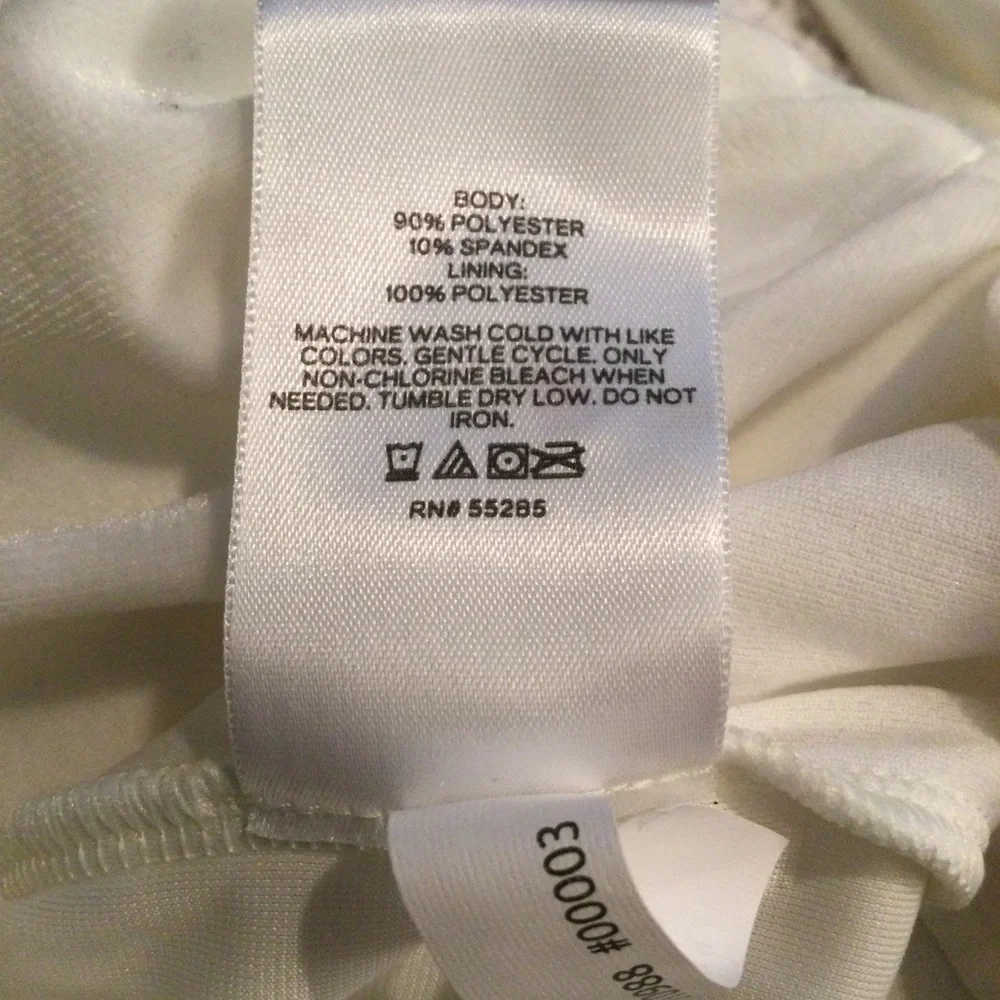 BODY:
90% POLYESTER
10% SPANDEX
LINING:
100% POLYESTER
MACHINE WASH COLD WITH LIKE
COLORS. GENTLE CYCLE. ONLY
NON-CHLORINE BLEACH WHEN
NEEDED. TUMBLE DRY LOW. DO NOT
IRON.
RN# 55285
#00003